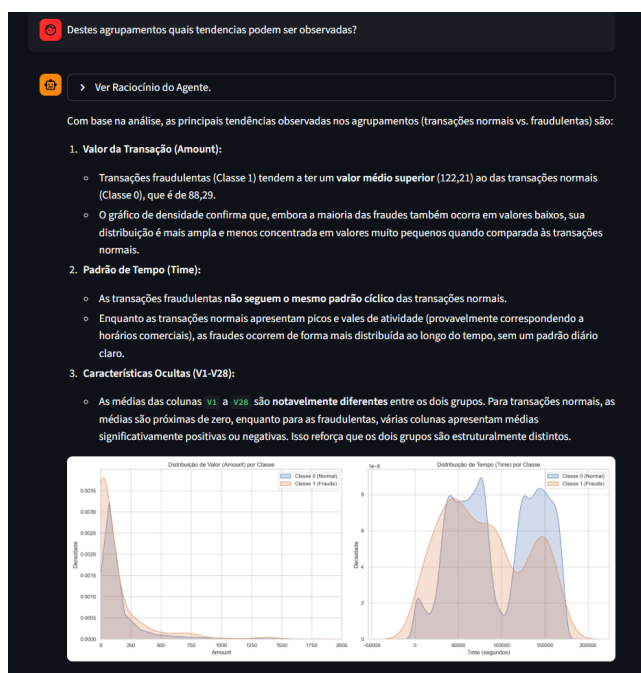 Destes agrupamentos quais tendencias podem ser observadas?
Ver Raciocínio do Agente.
Com base na análise, as principais tendências observadas nos agrupamentos (transações normais vs. fraudulentas) são:
1. Valor da Transação (Amount):
Transações fraudulentas (Classe 1) tendem a ter um valor médio superior (122,21) ao das transações normais
(Classe 0), que é de 88,29.
O gráfico de densidade confirma que, embora a maioria das fraudes também ocorra em valores baixos, sua
distribuição é mais ampla e menos concentrada em valores muito pequenos quando comparada às transações
normais.
2. Padrão de Tempo (Time):
As transações fraudulentas não seguem o mesmo padrão cíclico das transações normais.
Enquanto as transações normais apresentam picos e vales de atividade (provavelmente correspondendo a
horários comerciais), as fraudes ocorrem de forma mais distribuída ao longo do tempo, sem um padrão diário
claro.
3. Características Ocultas (V1-V28):
As médias das colunas V1 a V28 são notavelmente diferentes entre os dois grupos. Para transações normais, as
médias são próximas de zero, enquanto para as fraudulentas, várias colunas apresentam médias
significativamente positivas ou negativas. Isso reforça que os dois grupos são estruturalmente distintos.
Distribuição de Valor (Amount) por Classe
Classe 0 (Normal)
Classe 1 (Fraude)
Densidade
0.0035
0.0030
0.0025
0.0020
0.0015
0.0010
0.0005
0.0000
0 250 500 750 1000 1250 1500 1750 2000
Amount
Distribuição de Tempo (Time) por Classe
1e-6
Classe 0 (Normal)
Classe 1 (Fraude)
Densidade
8
6
4
2
0
-50000 0 50000 100000 150000 200000
Time (segundos)